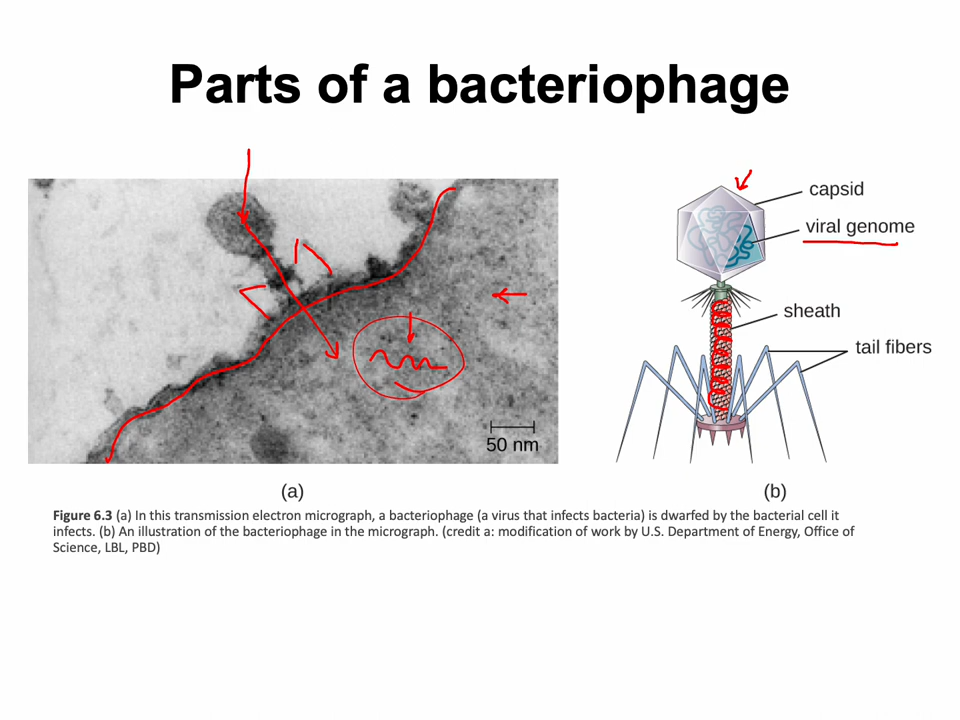 Parts of a bacteriophage
capsid
viral genome
sheath
tail fibers
50 nm
(a)
(b)
Figure 6.3 (a) In this transmission electron micrograph, a bacteriophage (a virus that infects bacteria) is dwarfed by the bacterial cell it
infects. (b) An illustration of the bacteriophage in the micrograph. (credit a: modification of work by U.S. Department of Energy, Office of
Science, LBL, PBD)